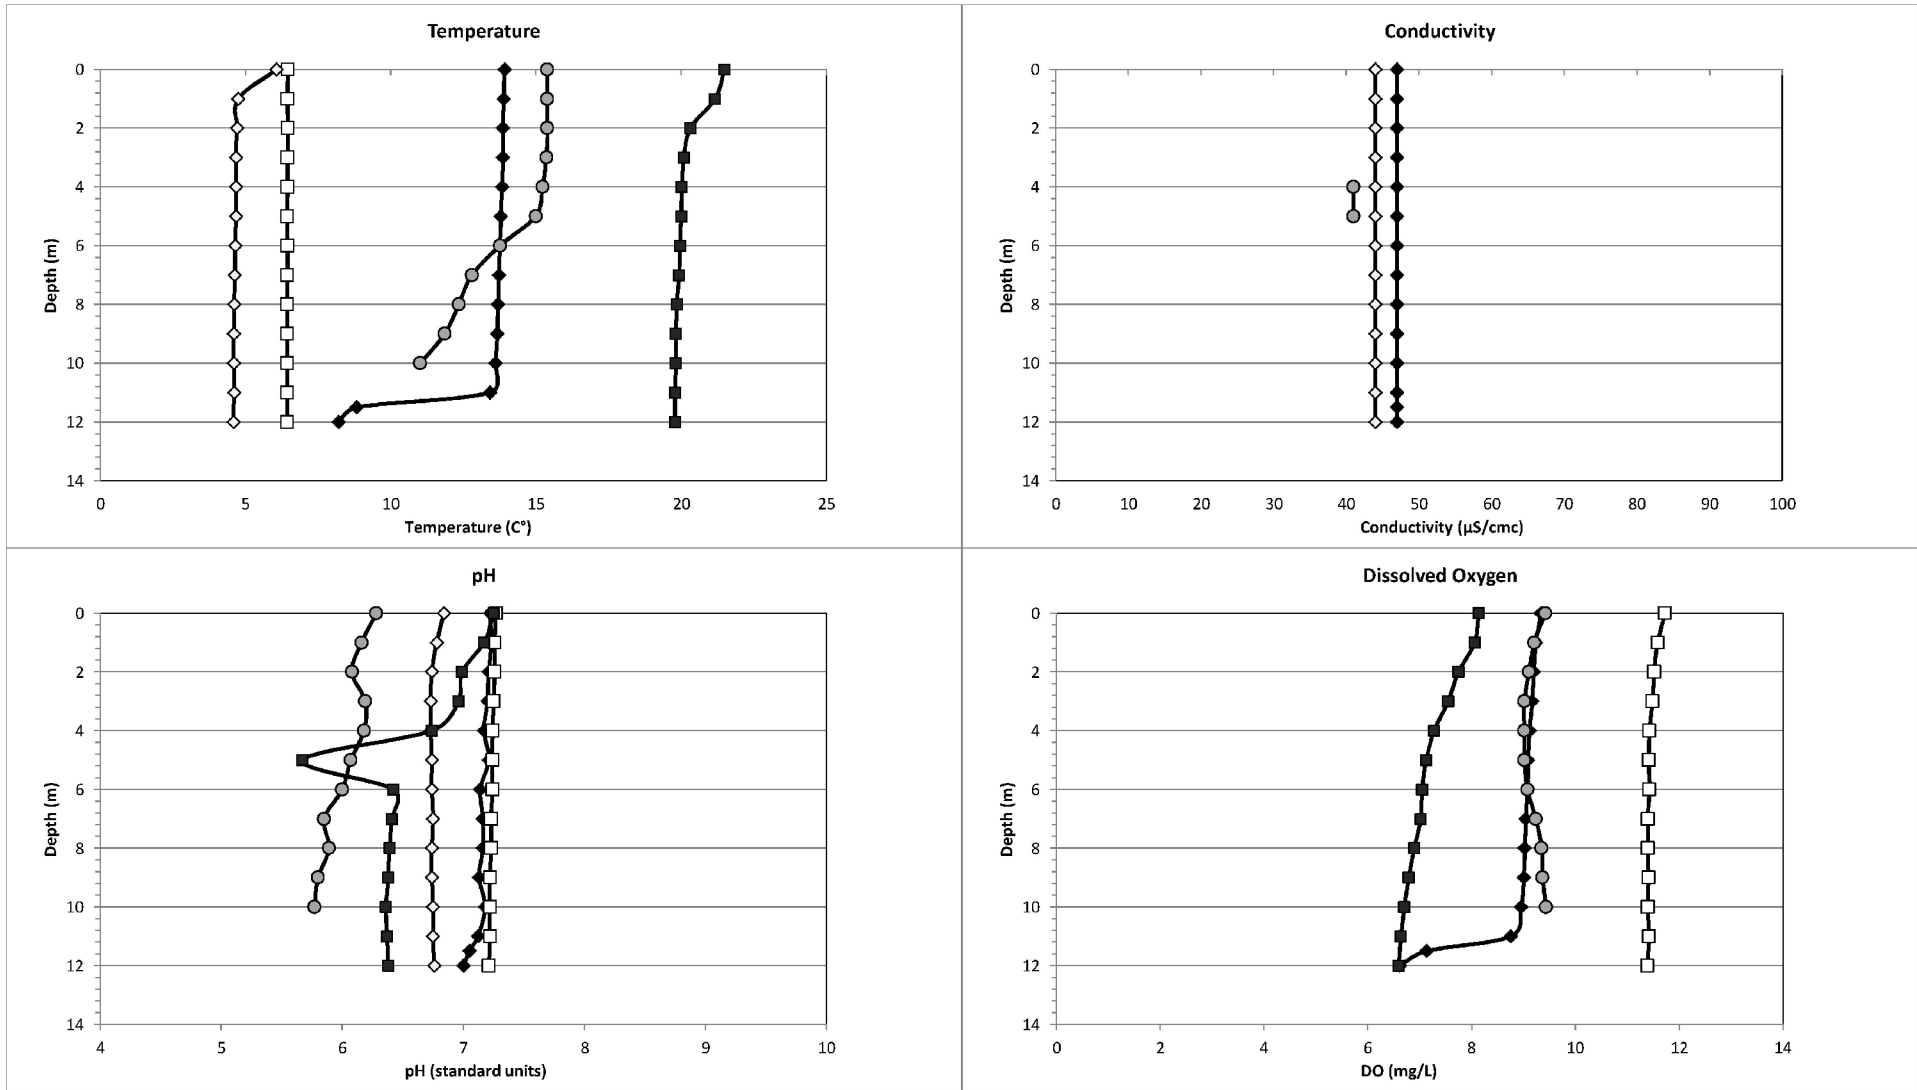 Temperature
0
2
4
6
8
10
12
14
Depth (m)
0 5 10 15 20 25
Temperature (C°)
Conductivity
0
2
4
6
8
10
12
14
Depth (m)
0 10 20 30 40 50 60 70 80 90 100
Conductivity (µS/cmc)
pH
0
2
4
6
8
10
12
14
Depth (m)
4 5 6 7 8 9 10
pH (standard units)
Dissolved Oxygen
0
2
4
6
8
10
12
14
Depth (m)
0 2 4 6 8 10 12 14
DO (mg/L)